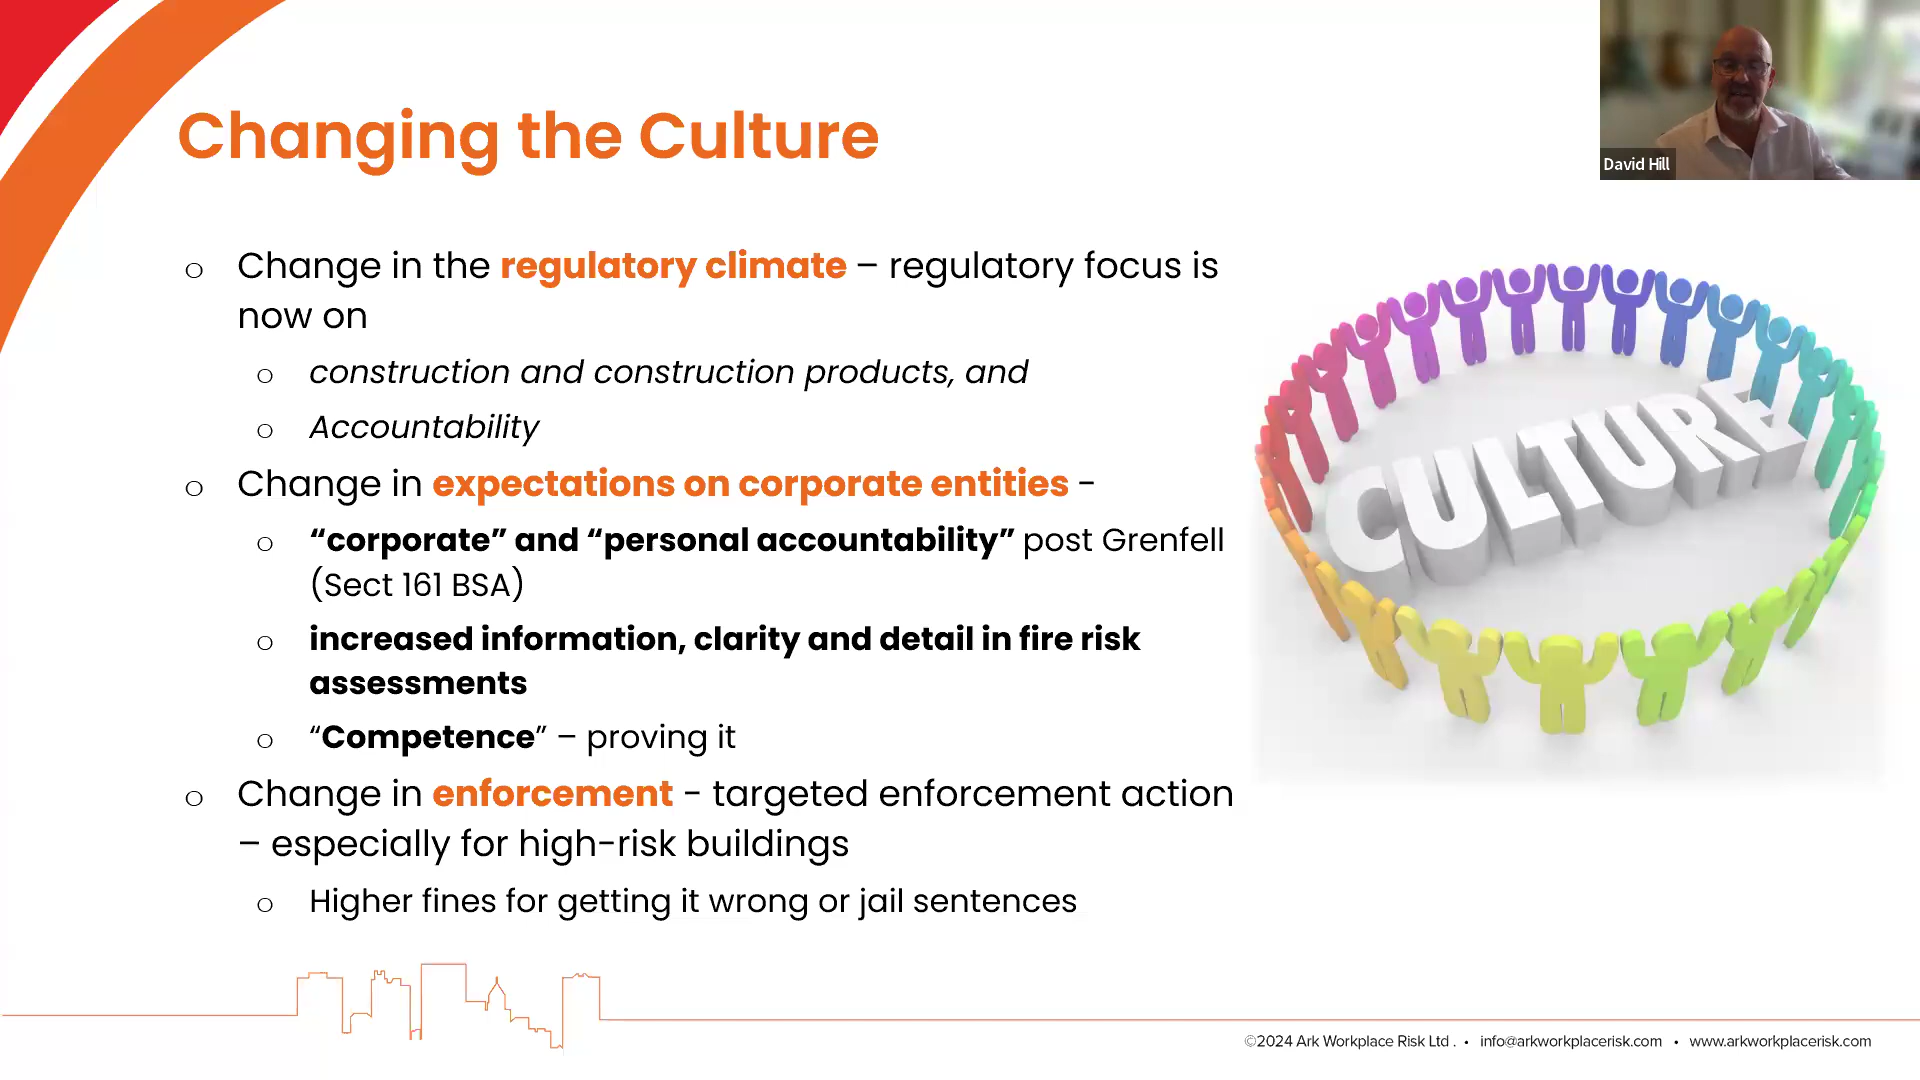 Changing the Culture
David Hill
○ Change in the regulatory climate – regulatory focus is
now on
○ construction and construction products, and
○ Accountability
○ Change in expectations on corporate entities -
○ “corporate” and “personal accountability” post Grenfell
(Sect 161 BSA)
○ increased information, clarity and detail in fire risk
assessments
○ “Competence” – proving it
○ Change in enforcement - targeted enforcement action
– especially for high-risk buildings
○ Higher fines for getting it wrong or jail sentences
CULTURE
©2024 Ark Workplace Risk Ltd . • info@arkworkplacerisk.com • www.arkworkplacerisk.com